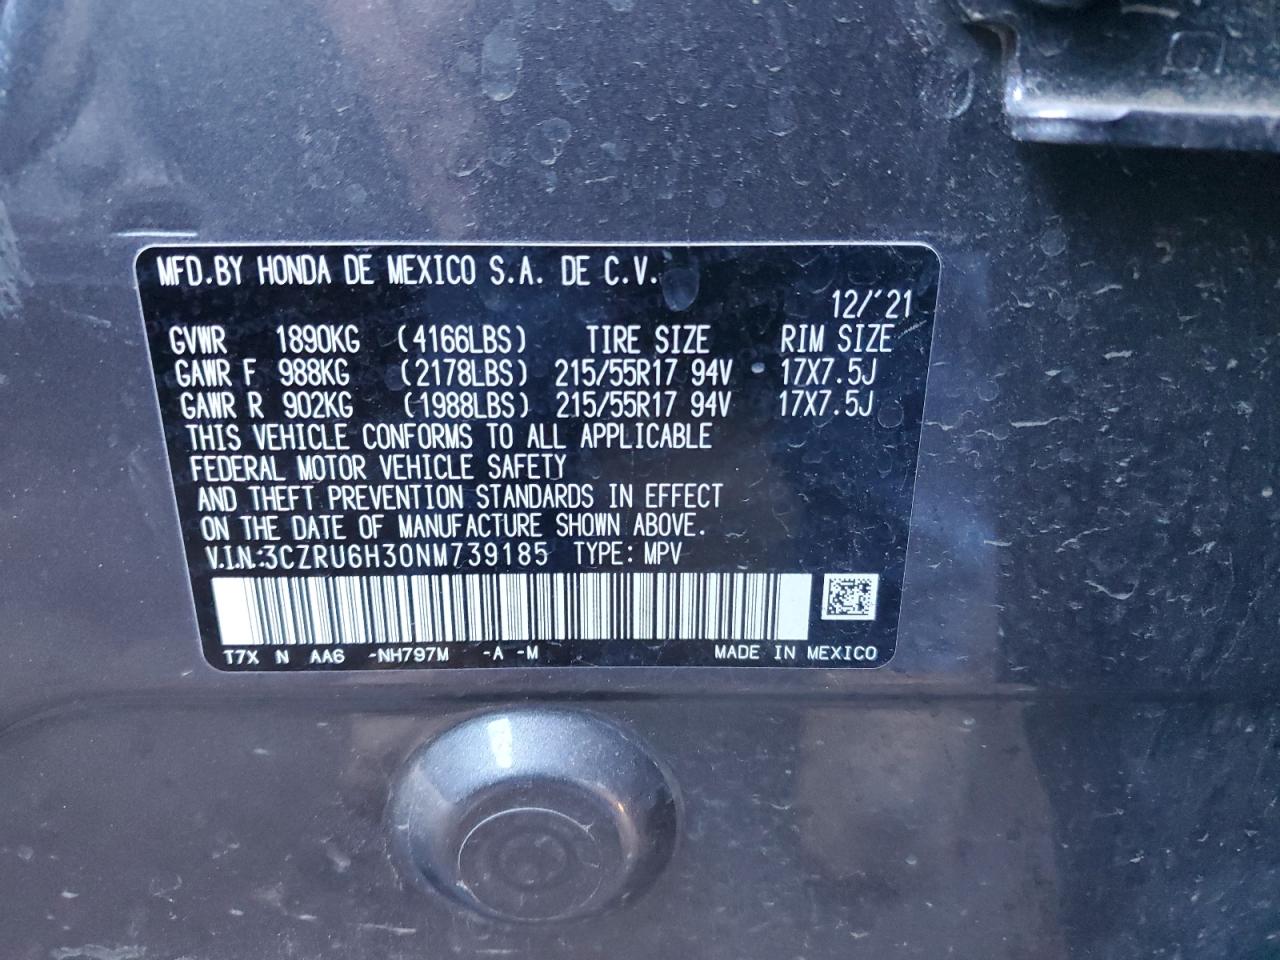 MFD.BY HONDA DE MEXICO S.A. DE C.V.
12/'21
GVWR 1890KG (4166LBS) TIRE SIZE RIM SIZE
GAWR F 988KG (2178LBS) 215/55R17 94V 17X7.5J
GAWR R 902KG (1988LBS) 215/55R17 94V 17X7.5J
THIS VEHICLE CONFORMS TO ALL APPLICABLE
FEDERAL MOTOR VEHICLE SAFETY
AND THEFT PREVENTION STANDARDS IN EFFECT
ON THE DATE OF MANUFACTURE SHOWN ABOVE.
V.I.N.:3CZRU6H30NM739185 TYPE: MPV
T7X N AA6 -NH797M -A -M MADE IN MEXICO